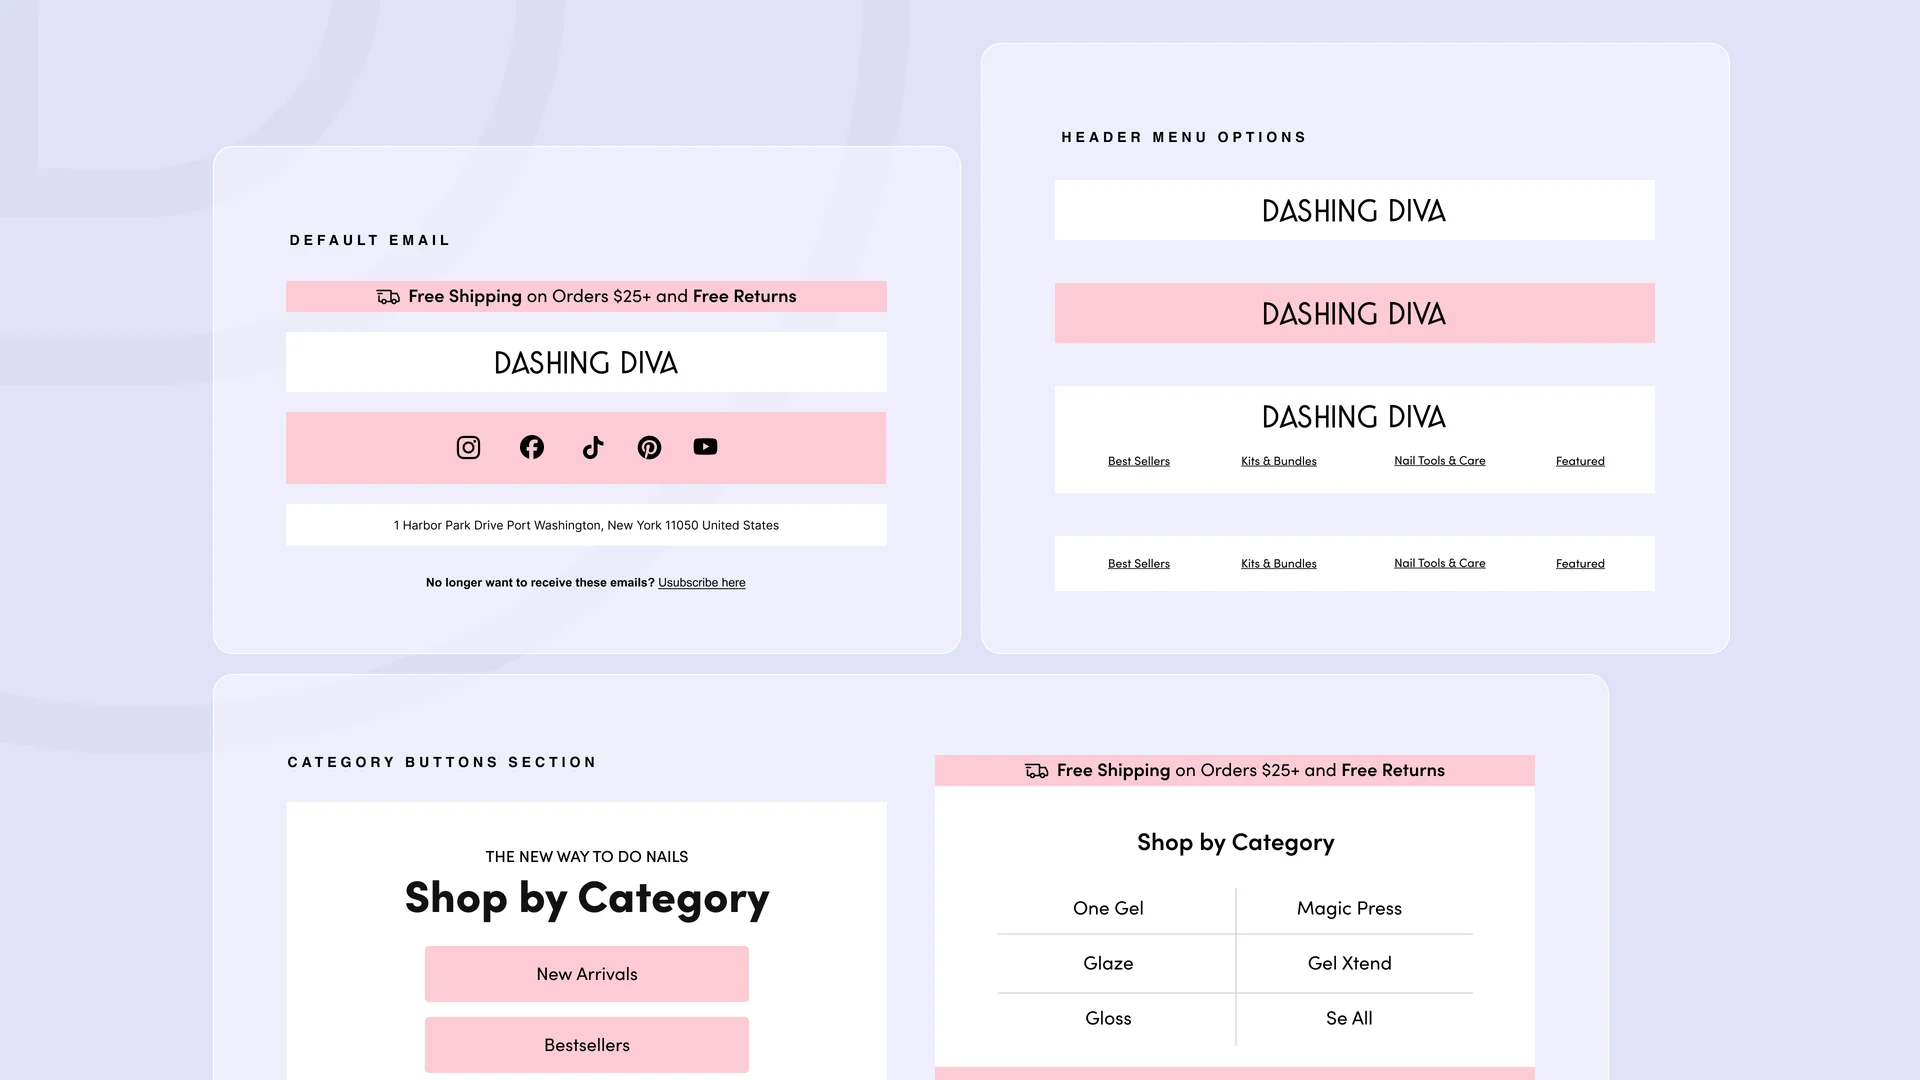 DEFAULT EMAIL
Free Shipping on Orders $25+ and Free Returns
DASHING DIVA
1 Harbor Park Drive Port Washington, New York 11050 United States
No longer want to receive these emails? Usubscribe here
HEADER MENU OPTIONS
DASHING DIVA
DASHING DIVA
DASHING DIVA
Best Sellers Kits & Bundles Nail Tools & Care Featured
Best Sellers Kits & Bundles Nail Tools & Care Featured
CATEGORY BUTTONS SECTION
THE NEW WAY TO DO NAILS
Shop by Category
New Arrivals
Bestsellers
Free Shipping on Orders $25+ and Free Returns
Shop by Category
One Gel Magic Press
Glaze Gel Xtend
Gloss Se All